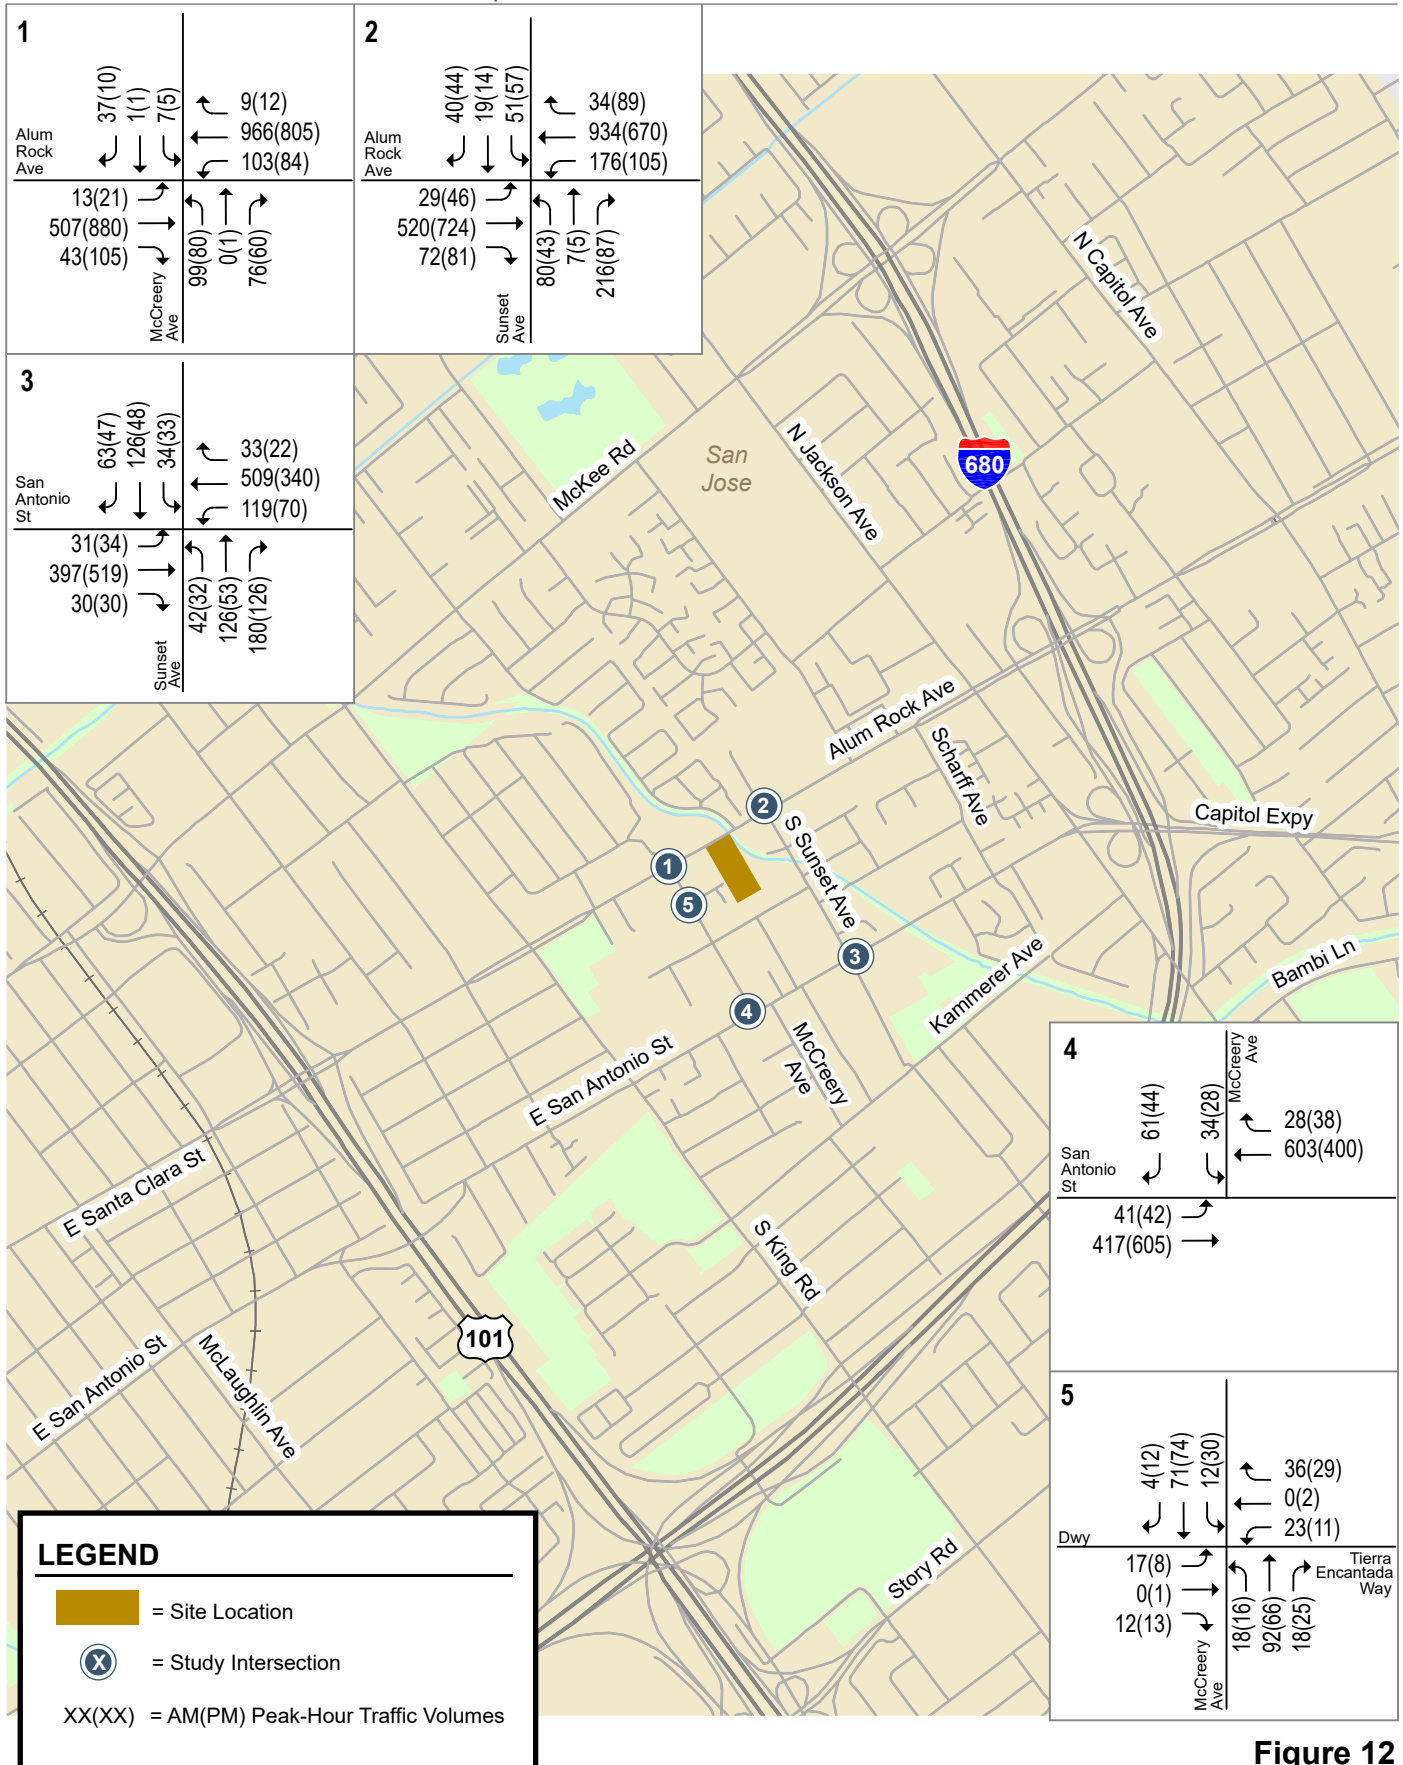 1
37(10)
1(1)
7(5)
9(12)
966(805)
103(84)
Alum
Rock
Ave
13(21)
507(880)
43(105)
99(80)
0(1)
76(60)
McCreery
Ave
2
40(44)
19(14)
51(57)
34(89)
934(670)
176(105)
Alum
Rock
Ave
29(46)
520(724)
72(81)
80(43)
7(5)
216(87)
Sunset
Ave
3
63(47)
126(48)
34(33)
33(22)
509(340)
119(70)
San
Antonio
St
31(34)
397(519)
30(30)
42(32)
126(53)
180(126)
Sunset
Ave
N Capitol Ave
McKee Rd
San
Jose
N Jackson Ave
680
Alum Rock Ave
Scharff Ave
Capitol Expy
2
S Sunset Ave
1
5
3
4
Kammerer Ave
Bambi Ln
McCreery
Ave
E San Antonio St
E Santa Clara St
S King Rd
101
E San Antonio St
McLaughlin Ave
Story Rd
4
McCreery
Ave
61(44)
34(28)
28(38)
603(400)
San
Antonio
St
41(42)
417(605)
5
4(12)
71(74)
12(30)
36(29)
0(2)
23(11)
Dwy
Tierra
Encantada
Way
17(8)
0(1)
12(13)
18(16)
92(66)
18(25)
McCreery
Ave
LEGEND
= Site Location
X = Study Intersection
XX(XX) = AM(PM) Peak-Hour Traffic Volumes
Figure 12